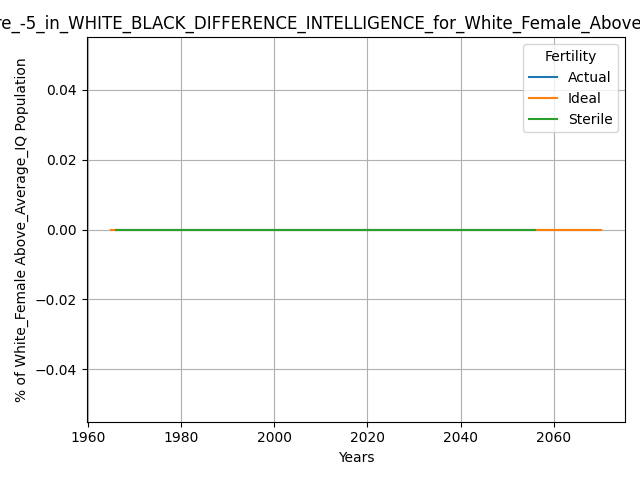 re_-5_in_WHITE_BLACK_DIFFERENCE_INTELLIGENCE_for_White_Female_Above
Fertility
Actual
Ideal
Sterile
% of White_Female Above_Average_IQ Population
0.04
0.02
0.00
−0.02
−0.04
1960 1980 2000 2020 2040 2060
Years